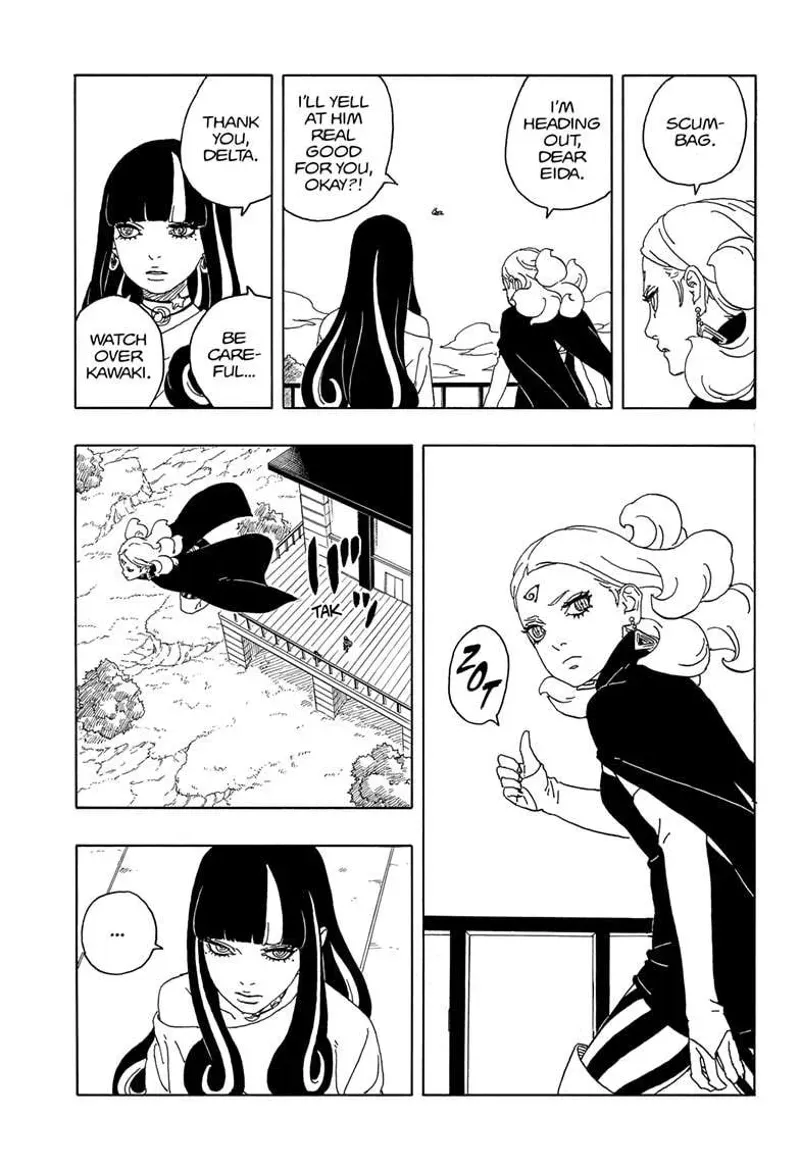 SCUM-
BAG.
I'M
HEADING
OUT,
DEAR
EIDA.
I'LL YELL
AT HIM
REAL
GOOD
FOR YOU,
OKAY?!
THANK
YOU,
DELTA.
BE
CARE-
FUL...
WATCH
OVER
KAWAKI.
ZOT
TAK
...